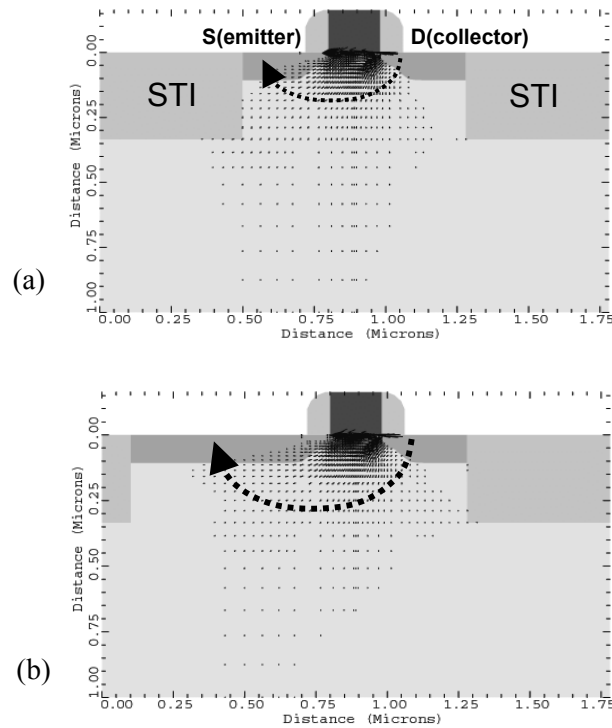 S(emitter) D(collector)
0.00
0.25
0.50
0.75
1.00
Distance (Microns)
STI STI
(a)
0.00 0.25 0.50 0.75 1.00 1.25 1.50 1.75
Distance (Microns)
0.00
0.25
0.50
0.75
1.00
Distance (Microns)
(b)
0.00 0.25 0.50 0.75 1.00 1.25 1.50 1.75
Distance (Microns)